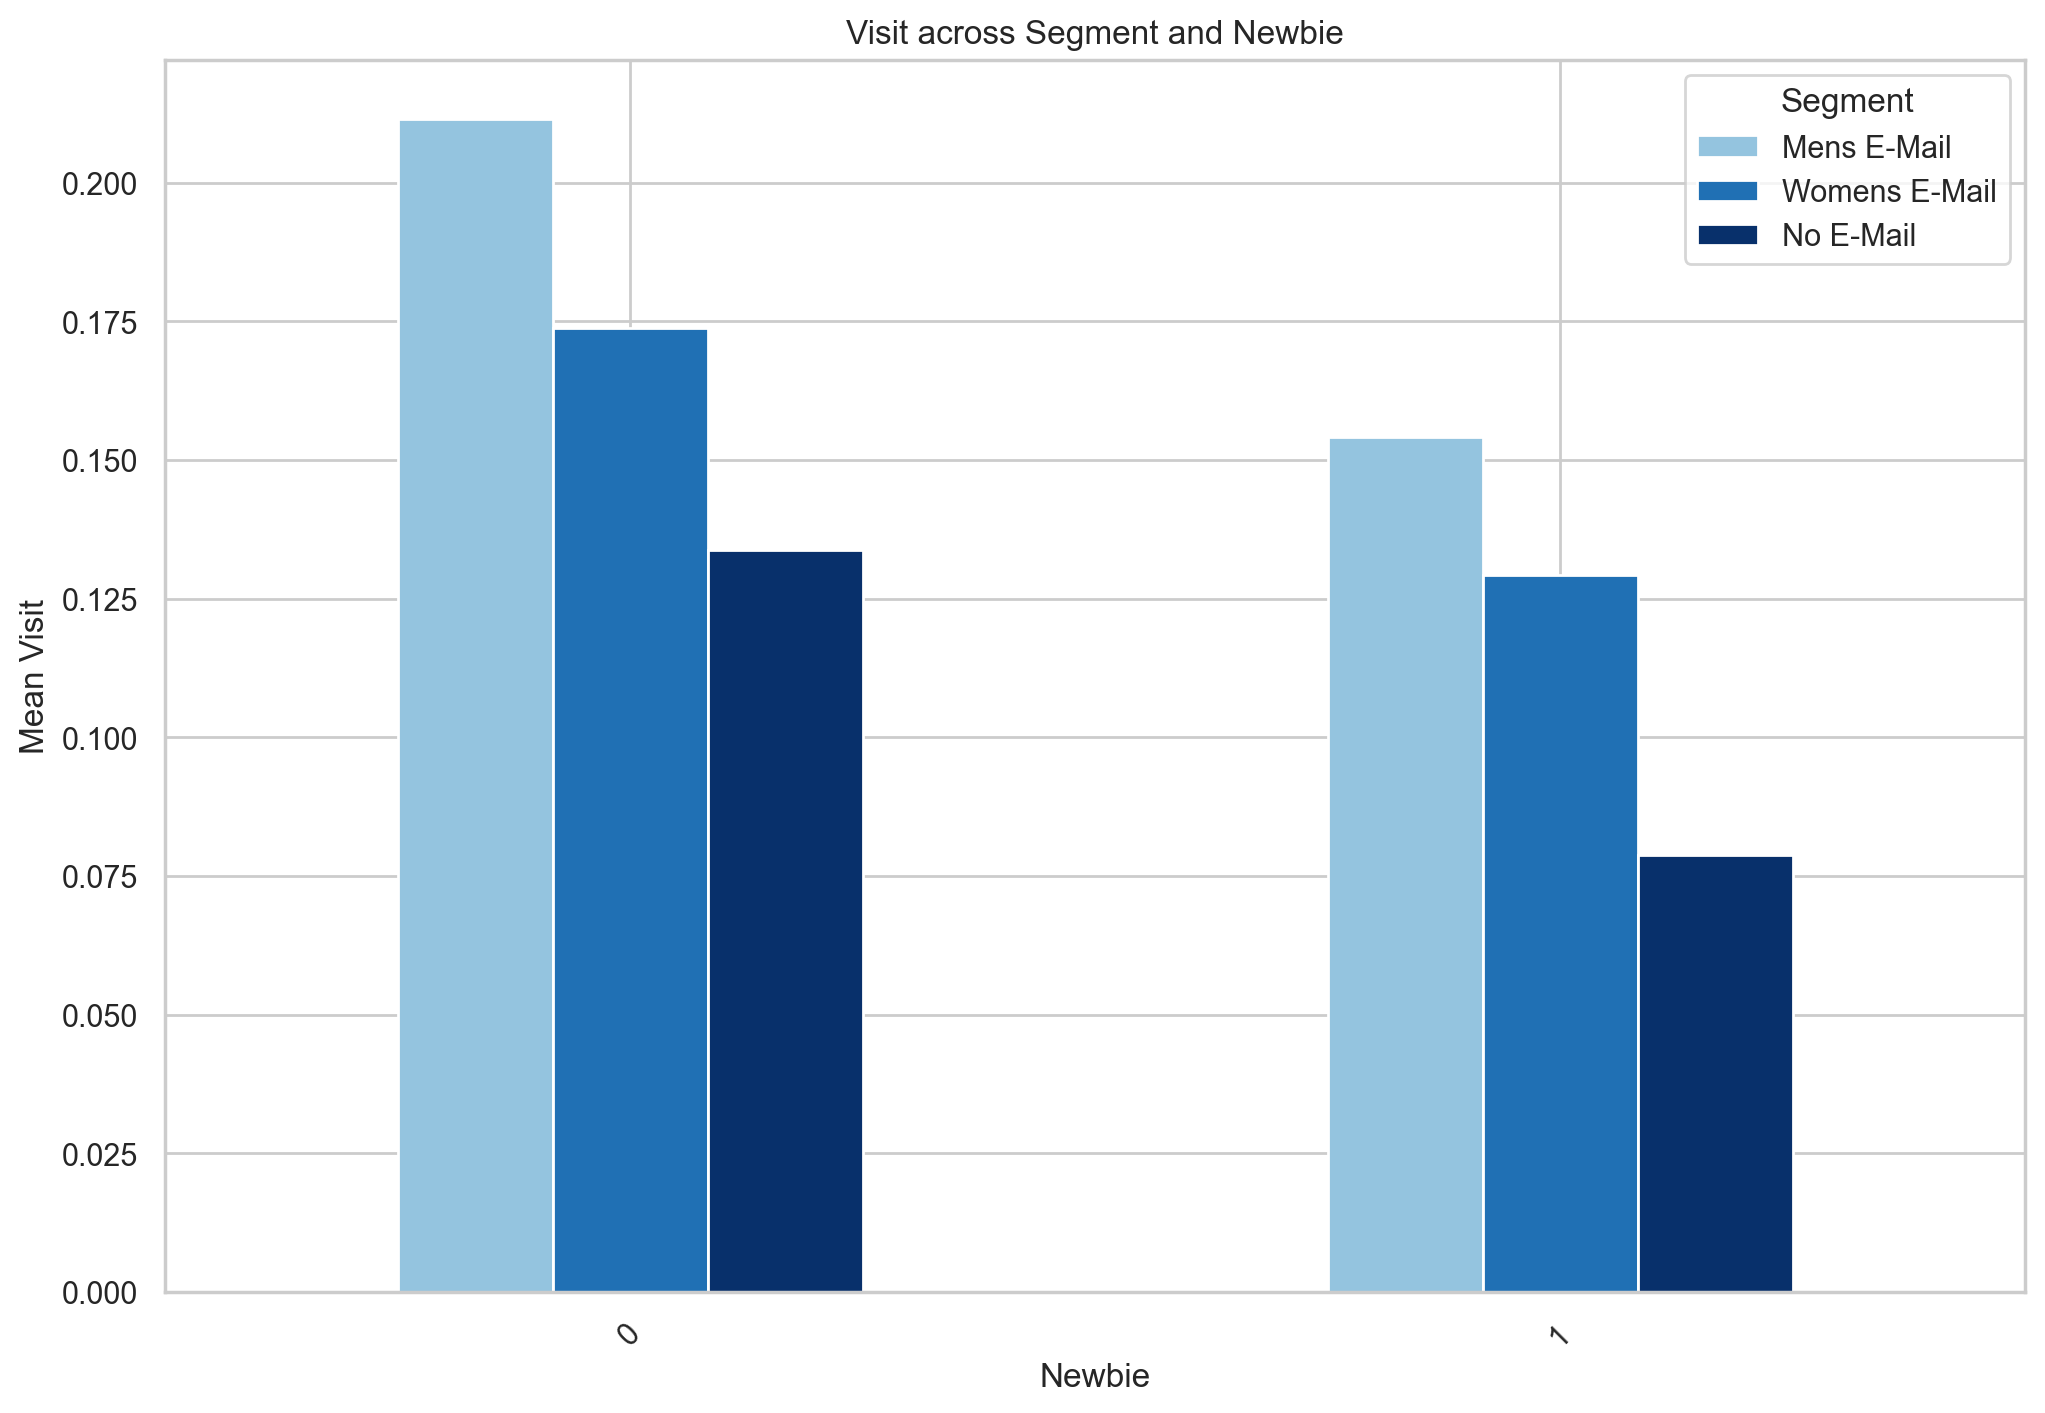 Visit across Segment and Newbie
Segment
Mens E-Mail
Womens E-Mail
No E-Mail
Mean Visit
0.200
0.175
0.150
0.125
0.100
0.075
0.050
0.025
0.000
0
1
Newbie